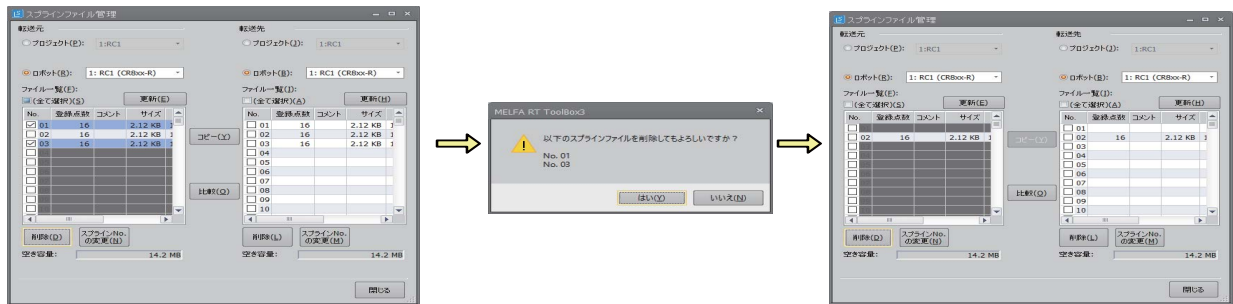 スプラインファイル管理
転送元
プロジェクト(P): 1:RC1
ロボット(R): 1: RC1 (CR8xx-R)
ファイル一覧(F):
(全て選択)(S) 更新(E)
No. 登録点数 コメント サイズ
01 16 2.12 KB 1
02 16 2.12 KB 1
03 16 2.12 KB 1
削除(D) スプラインNo.の変更(N)
空き容量: 14.2 MB
コピー(Y)
比較(O)
転送先
プロジェクト(J): 1:RC1
ロボット(B): 1: RC1 (CR8xx-R)
ファイル一覧(I):
(全て選択)(A) 更新(H)
No. 登録点数 コメント サイズ
01 16 2.12 KB 1
02 16 2.12 KB 1
03 16 2.12 KB 1
04
05
06
07
08
09
10
削除(L) スプラインNo.の変更(M)
空き容量: 14.2 MB
閉じる
MELFA RT ToolBox3
以下のスプラインファイルを削除してもよろしいですか？
No. 01
No. 03
はい(Y) いいえ(N)
スプラインファイル管理
転送元
プロジェクト(P): 1:RC1
ロボット(R): 1: RC1 (CR8xx-R)
ファイル一覧(F):
(全て選択)(S) 更新(E)
No. 登録点数 コメント サイズ
02 16 2.12 KB 1
削除(D) スプラインNo.の変更(N)
空き容量: 14.2 MB
コピー(Y)
比較(O)
転送先
プロジェクト(J): 1:RC1
ロボット(B): 1: RC1 (CR8xx-R)
ファイル一覧(I):
(全て選択)(A) 更新(H)
No. 登録点数 コメント サイズ
01
02 16 2.12 KB 1
03
04
05
06
07
08
09
10
削除(L) スプラインNo.の変更(M)
空き容量: 14.2 MB
閉じる